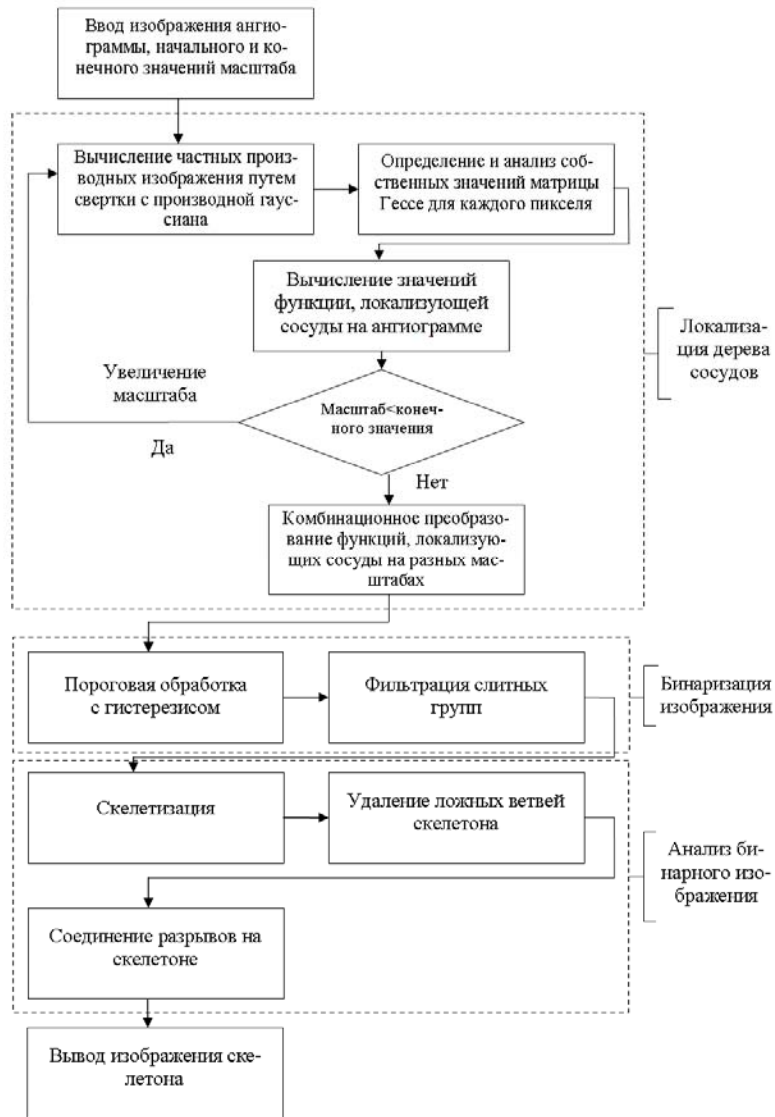 Ввод изображения ангио-
граммы, начального и ко-
нечного значений масштаба
Вычисление частных произ-
водных изображения путем
свертки с производной гаус-
сиана
Определение и анализ соб-
ственных значений матрицы
Гессе для каждого пикселя
Вычисление значений
функции, локализующей
сосуды на ангиограмме
Локализа-
ция дерева
сосудов
Увеличение
масштаба
Масштаб<конеч-
ного значения
Да
Нет
Комбинационное преобразо-
вание функций, локализую-
щих сосуды на разных мас-
штабах
Пороговая обработка
с гистерезисом
Фильтрация слитных
групп
Бинаризация
изображения
Скелетизация
Удаление ложных ветвей
скелетона
Анализ би-
нарного изо-
бражения
Соединение разрывов на
скелетоне
Вывод изображения ске-
летона